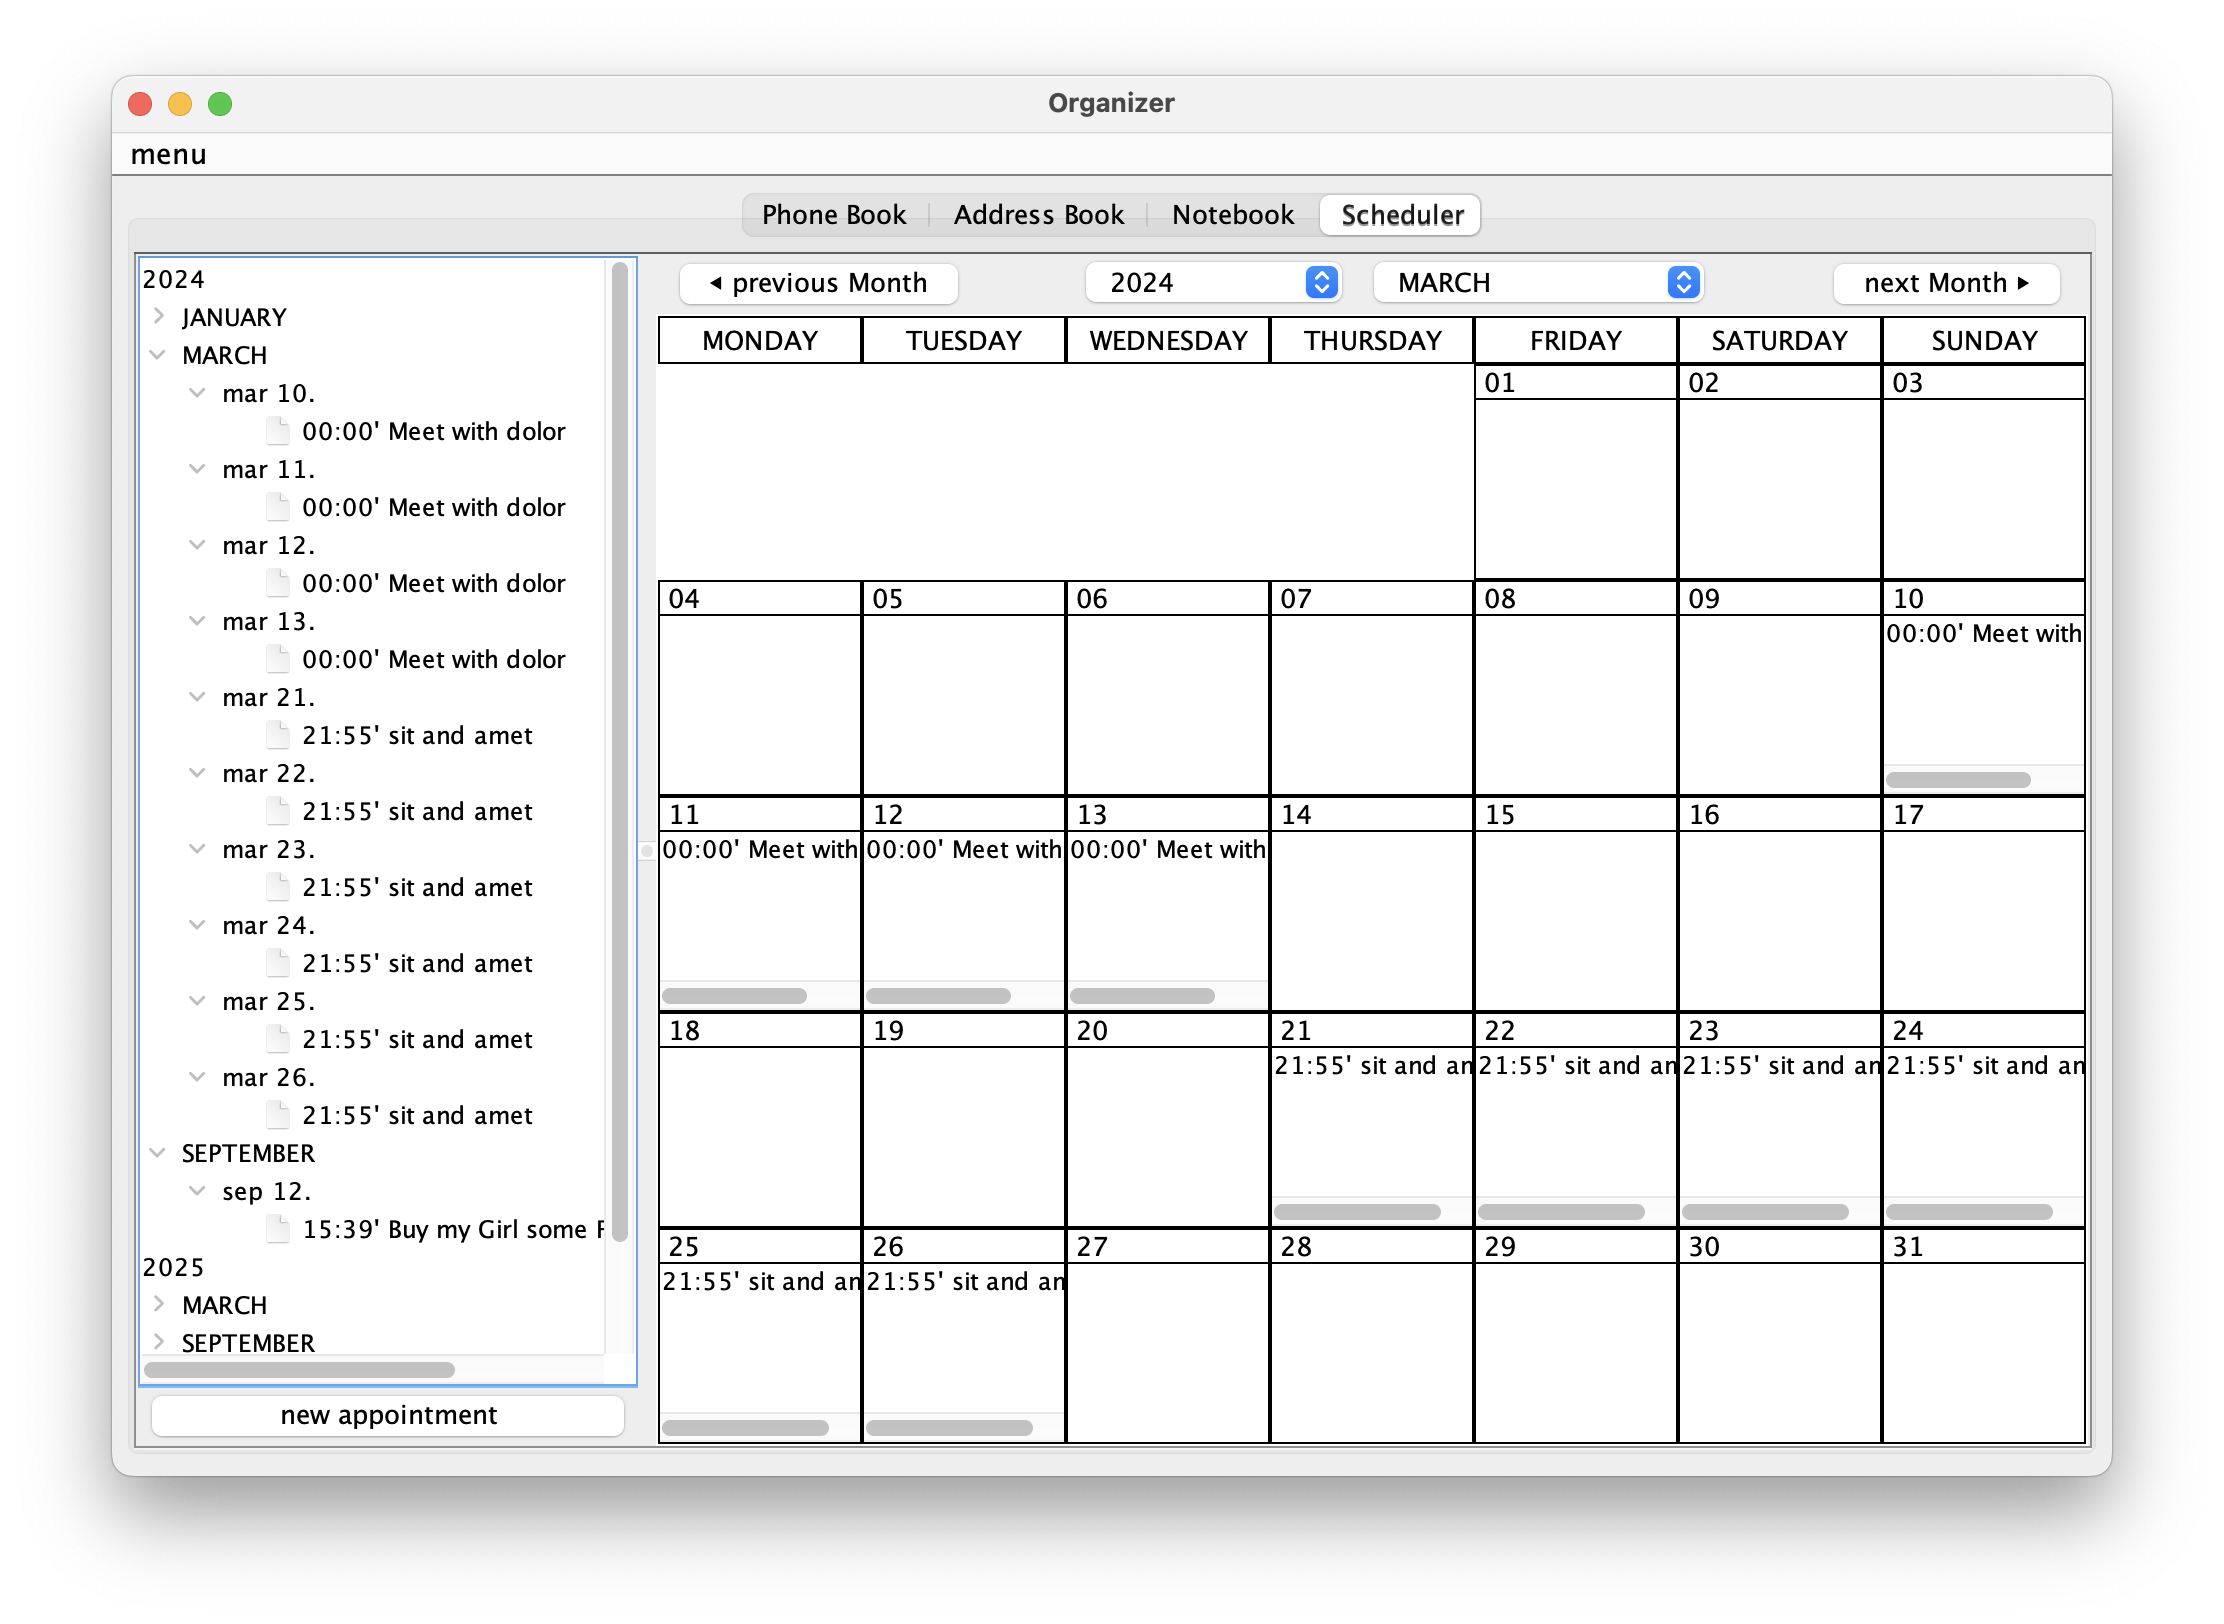 Organizer
menu
Phone Book Address Book Notebook Scheduler
2024
JANUARY
MARCH
mar 10.
00:00' Meet with dolor
mar 11.
00:00' Meet with dolor
mar 12.
00:00' Meet with dolor
mar 13.
00:00' Meet with dolor
mar 21.
21:55' sit and amet
mar 22.
21:55' sit and amet
mar 23.
21:55' sit and amet
mar 24.
21:55' sit and amet
mar 25.
21:55' sit and amet
mar 26.
21:55' sit and amet
SEPTEMBER
sep 12.
15:39' Buy my Girl some
2025
MARCH
SEPTEMBER
new appointment
previous Month 2024 MARCH next Month
MONDAY TUESDAY WEDNESDAY THURSDAY FRIDAY SATURDAY SUNDAY
01 02 03
04 05 06 07 08 09 10
00:00' Meet with
11 12 13 14 15 16 17
00:00' Meet with 00:00' Meet with 00:00' Meet with
18 19 20 21 22 23 24
21:55' sit and 21:55' sit and 21:55' sit and 21:55' sit and
25 26 27 28 29 30 31
21:55' sit and 21:55' sit and